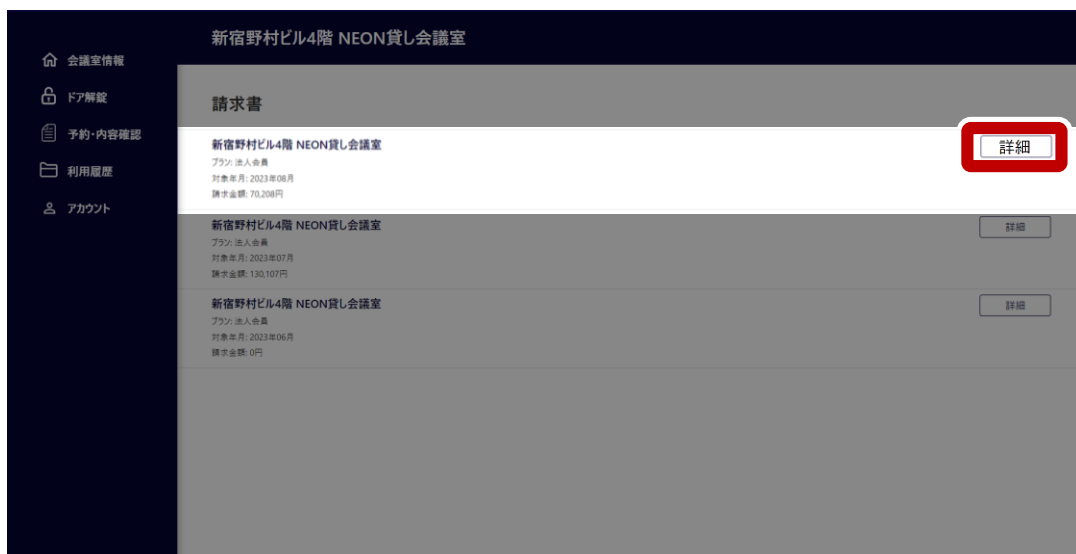 新宿野村ビル4階 NEON貸し会議室
会議室情報
ドア解錠
予約・内容確認
利用履歴
アカウント
請求書
新宿野村ビル4階 NEON貸し会議室
プラン: 法人会員
対象年月: 2023年08月
請求金額: 70,208円
詳細
新宿野村ビル4階 NEON貸し会議室
プラン: 法人会員
対象年月: 2023年07月
請求金額: 130,107円
詳細
新宿野村ビル4階 NEON貸し会議室
プラン: 法人会員
対象年月: 2023年06月
請求金額: 0円
詳細